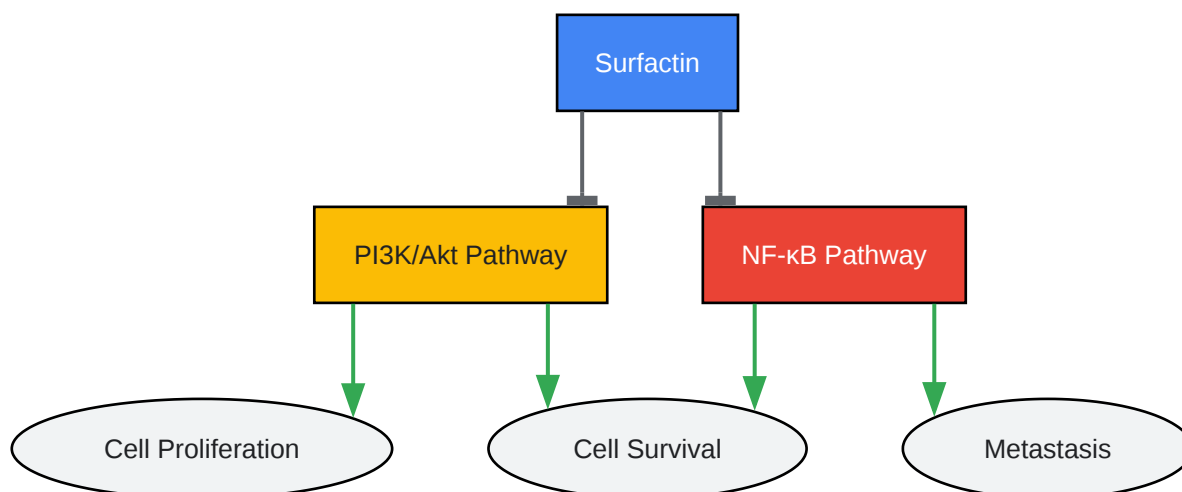 Surfactin
PI3K/Akt Pathway
NF-κB Pathway
Cell Proliferation
Cell Survival
Metastasis